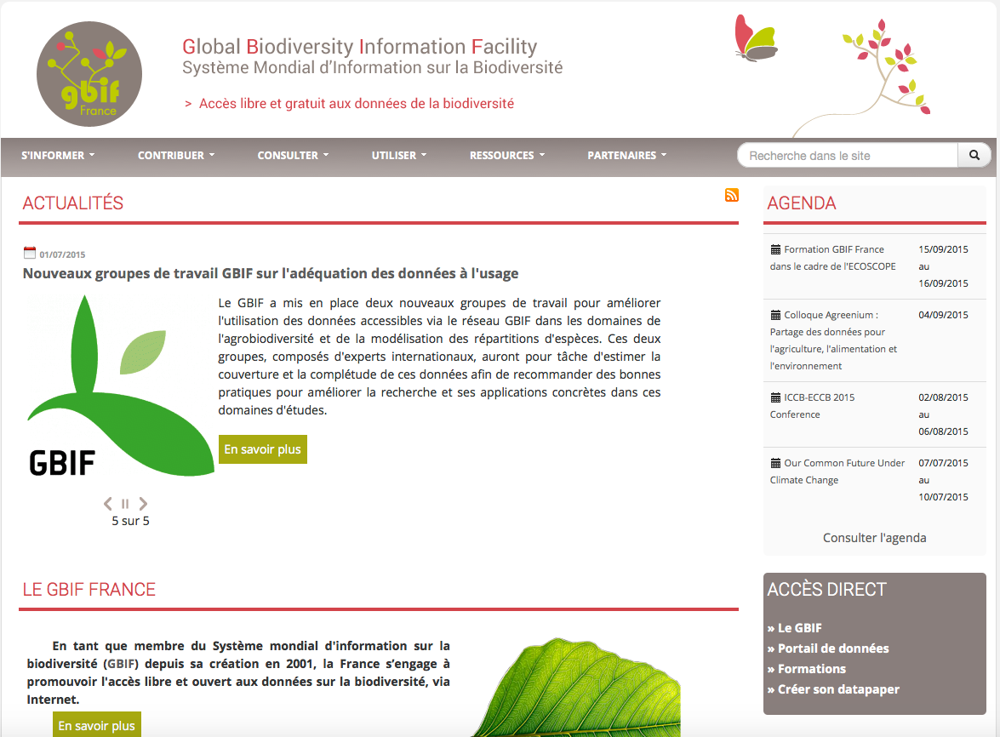 gbif
France
Global Biodiversity Information Facility
Système Mondial d’Information sur la Biodiversité
> Accès libre et gratuit aux données de la biodiversité
S'INFORMER
CONTRIBUER
CONSULTER
UTILISER
RESSOURCES
PARTENAIRES
Recherche dans le site
ACTUALITÉS
01/07/2015
Nouveaux groupes de travail GBIF sur l'adéquation des données à l'usage
Le GBIF a mis en place deux nouveaux groupes de travail pour améliorer
l'utilisation des données accessibles via le réseau GBIF dans les domaines de
l'agrobiodiversité et de la modélisation des répartitions d'espèces. Ces deux
groupes, composés d'experts internationaux, auront pour tâche d'estimer la
couverture et la complétude de ces données afin de recommander des bonnes
pratiques pour améliorer la recherche et ses applications concrètes dans ces
domaines d'études.
En savoir plus
GBIF
5 sur 5
LE GBIF FRANCE
En tant que membre du Système mondial d'information sur la
biodiversité (GBIF) depuis sa création en 2001, la France s’engage à
promouvoir l'accès libre et ouvert aux données sur la biodiversité, via
Internet.
En savoir plus
AGENDA
Formation GBIF France
dans le cadre de l'ECOSCOPE
15/09/2015
au
16/09/2015
Colloque Agreenium :
Partage des données pour
l'agriculture, l'alimentation et
l'environnement
04/09/2015
ICCB-ECCB 2015
Conference
02/08/2015
au
06/08/2015
Our Common Future Under
Climate Change
07/07/2015
au
10/07/2015
Consulter l'agenda
ACCÈS DIRECT
» Le GBIF
» Portail de données
» Formations
» Créer son datapaper